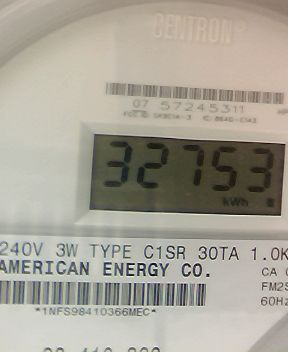 CENTRON®
07 57245311
32753
kWh
240V 3W TYPE C1SR 30TA 1.0K
AMERICAN ENERGY CO.
CA
FM2S
60Hz
*1NFS98410366MEC*